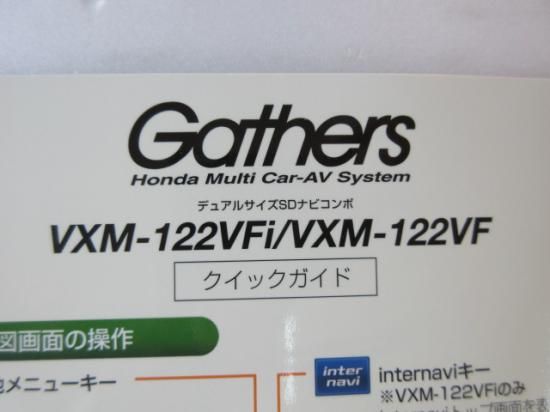 Gathers
Honda Multi Car-AV System
デュアルサイズSDナビコンポ
VXM-122VFi/VXM-122VF
クイックガイド
図画面の操作
メニューキー
inter navi
internaviキー
※VXM-122VFiのみ